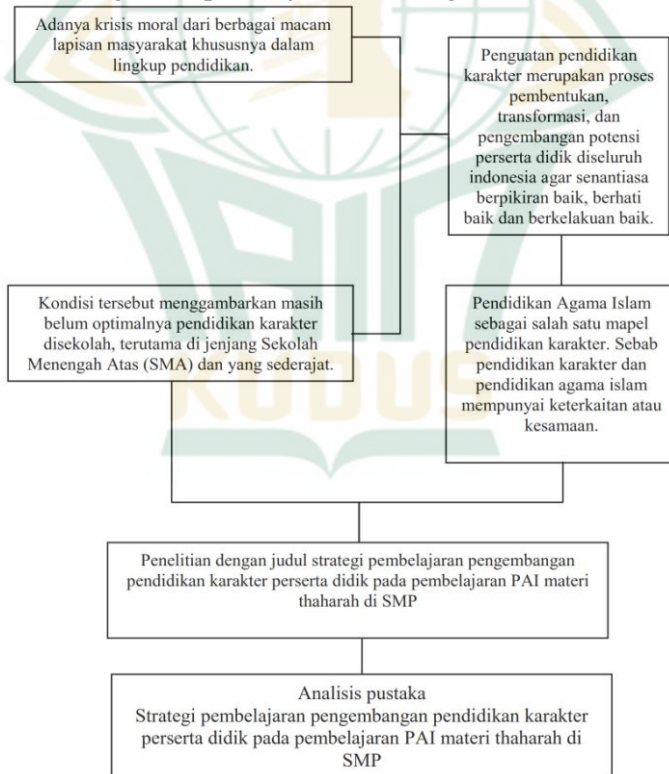 Adanya krisis moral dari berbagai macam
lapisan masyarakat khususnya dalam
lingkup pendidikan.
Penguatan pendidikan
karakter merupakan proses
pembentukan,
transformasi, dan
pengembangan potensi
perserta didik diseluruh
indonesia agar senantiasa
berpikiran baik, berhati
baik dan berkelakuan baik.
Kondisi tersebut menggambarkan masih
belum optimalnya pendidikan karakter
disekolah, terutama di jenjang Sekolah
Menengah Atas (SMA) dan yang sederajat.
Pendidikan Agama Islam
sebagai salah satu mapel
pendidikan karakter. Sebab
pendidikan karakter dan
pendidikan agama islam
mempunyai keterkaitan atau
kesamaan.
KUDUS
Penelitian dengan judul strategi pembelajaran pengembangan
pendidikan karakter perserta didik pada pembelajaran PAI materi
thaharah di SMP
Analisis pustaka
Strategi pembelajaran pengembangan pendidikan karakter
perserta didik pada pembelajaran PAI materi thaharah di
SMP